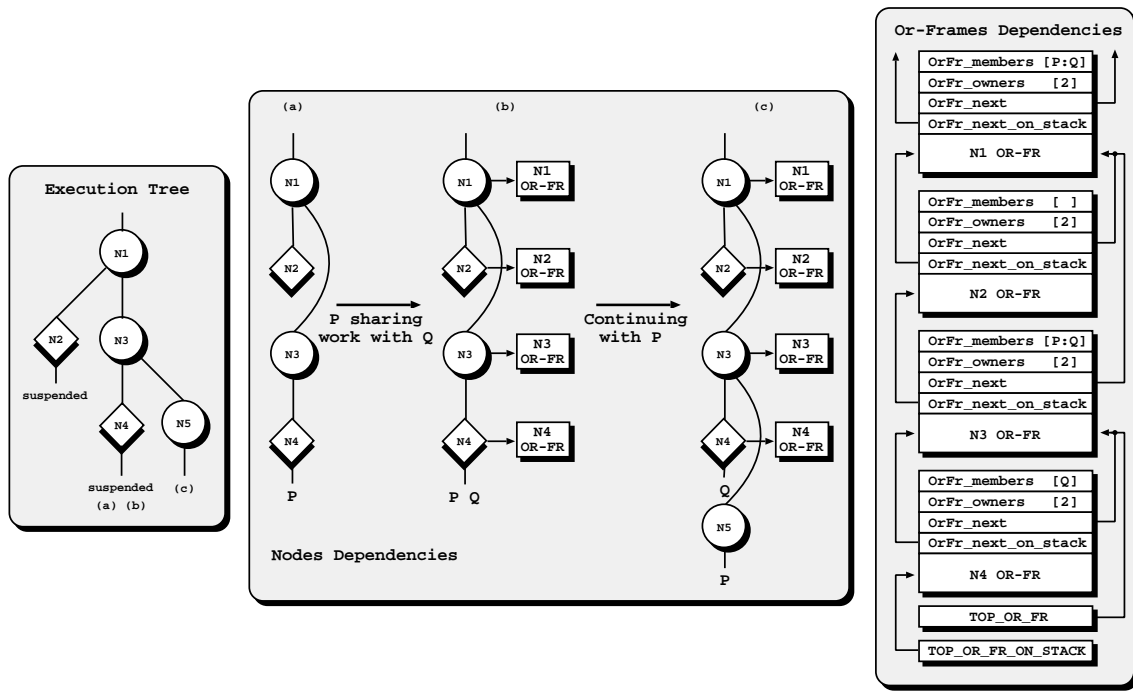 Execution Tree
N1
N2
N3
suspended
N4
N5
suspended
(c)
(a) (b)
(a)
(b)
(c)
N1
N2
N3
N4
P
P sharing
work with Q
N1
N1
OR-FR
N2
N2
OR-FR
N3
N3
OR-FR
N4
N4
OR-FR
P Q
Continuing
with P
N1
N1
OR-FR
N2
N2
OR-FR
N3
N3
OR-FR
N4
N4
OR-FR
Q
N5
P
Nodes Dependencies
Or-Frames Dependencies
OrFr_members [P:Q]
OrFr_owners [2]
OrFr_next
OrFr_next_on_stack
N1 OR-FR
OrFr_members [ ]
OrFr_owners [2]
OrFr_next
OrFr_next_on_stack
N2 OR-FR
OrFr_members [P:Q]
OrFr_owners [2]
OrFr_next
OrFr_next_on_stack
N3 OR-FR
OrFr_members [Q]
OrFr_owners [2]
OrFr_next
OrFr_next_on_stack
N4 OR-FR
TOP_OR_FR
TOP_OR_FR_ON_STACK